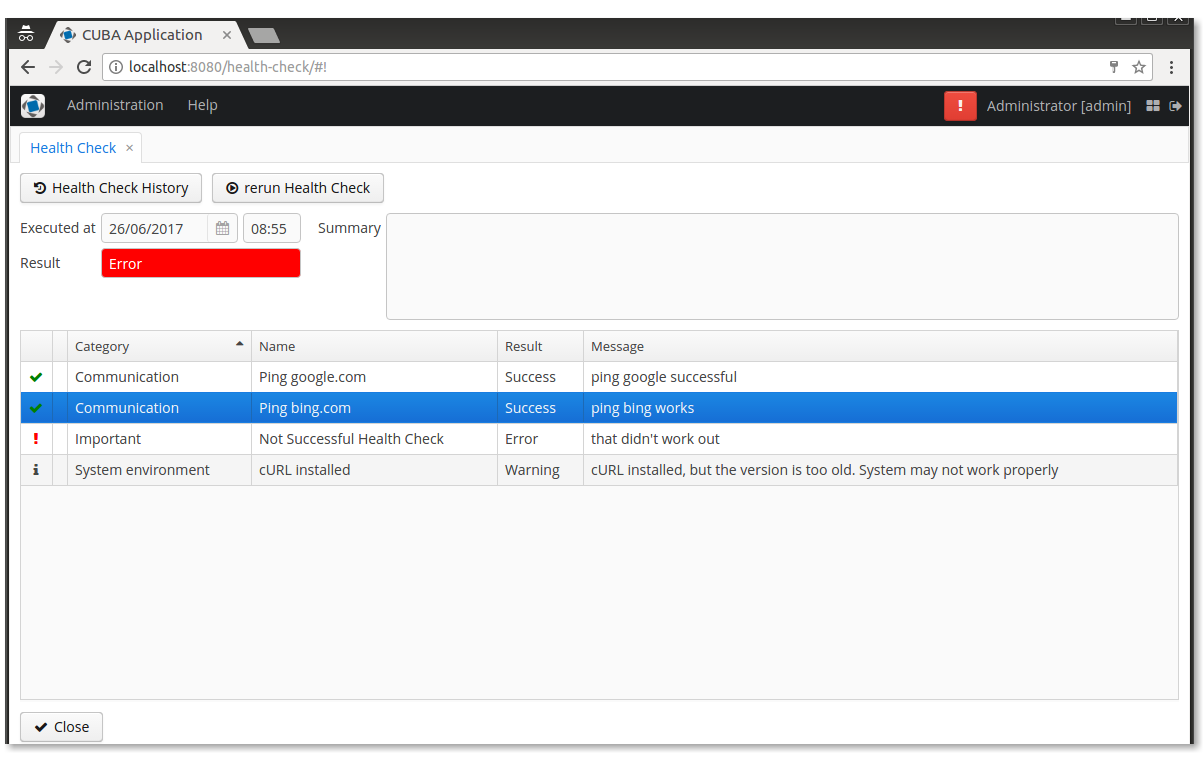 CUBA Application
localhost:8080/health-check/#!
Administration Help ! Administrator [admin]
Health Check ×
Health Check History rerun Health Check
Executed at 26/06/2017 08:55 Summary
Result Error
Category Name Result Message
Communication Ping google.com Success ping google successful
Communication Ping bing.com Success ping bing works
! Important Not Successful Health Check Error that didn't work out
i System environment cURL installed Warning cURL installed, but the version is too old. System may not work properly
Close